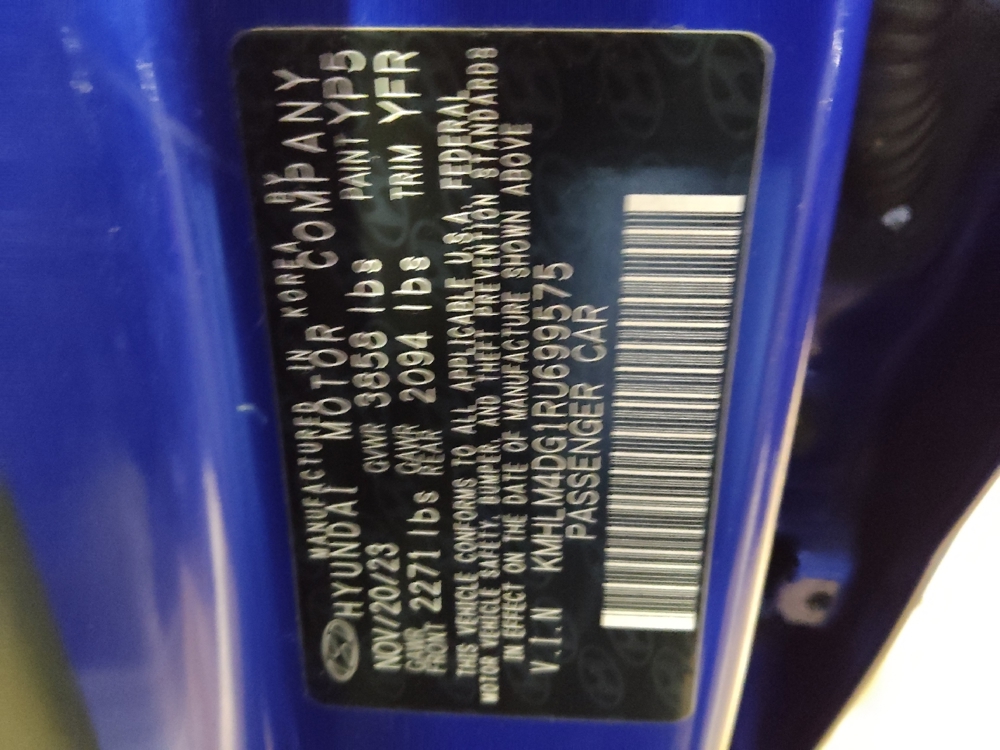 MANUFACTURED IN KOREA BY
HYUNDAI MOTOR COMPANY
NOV/20/23 GVWR 3858 lbs PAINT YP5
GAWR FRONT 2271 lbs GAWR REAR 2094 lbs TRIM YFR
THIS VEHICLE CONFORMS TO ALL APPLICABLE U.S.A. FEDERAL
MOTOR VEHICLE SAFETY, BUMPER AND THEFT PREVENTION STANDARDS
IN EFFECT ON THE DATE OF MANUFACTURE SHOWN ABOVE
V.I.N KMHLM4DG1RU699575
PASSENGER CAR